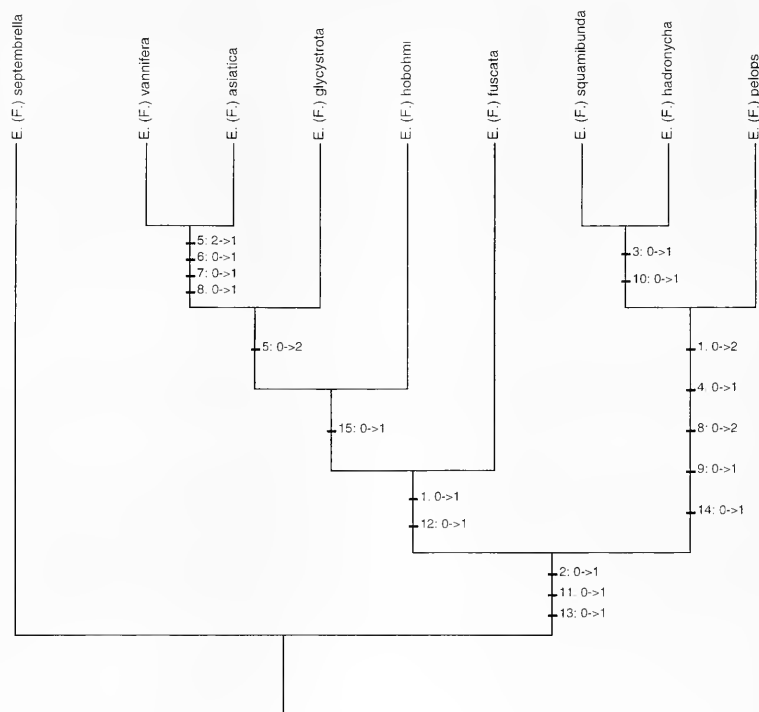 E. (F.) septembrella
E. (F.) vannifera
E. (F.) asiatica
E. (F.) glycystrota
E. (F.) hobohmi
E. (F.) fuscata
E. (F.) squamibunda
E. (F.) hadronycha
E. (F.) pelops
5: 2->1
6: 0->1
7: 0->1
8. 0->1
5: 0->2
15: 0->1
1. 0->1
12: 0->1
3: 0->1
10: 0->1
1. 0->2
4. 0->1
8: 0->2
9: 0->1
14: 0->1
2: 0->1
11. 0->1
13: 0->1